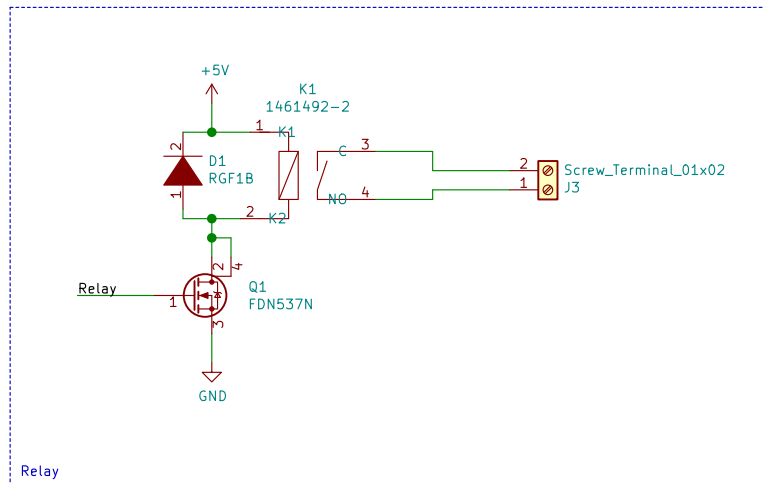 +5V
K1
1461492-2
1
K1
2
D1
RGF1B
1
C
3
2
Screw_Terminal_01x02
1
J3
NO
4
2
K2
2
4
Relay
1
Q1
FDN537N
3
GND
Relay